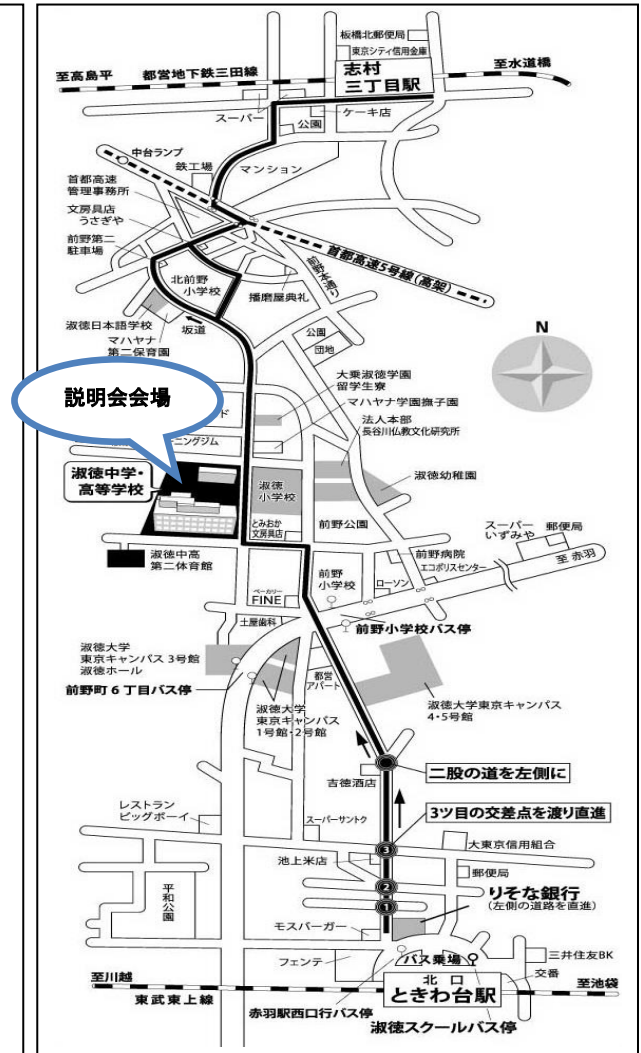 板橋北郵便局
東京シティ信用金庫
至高島平
都営地下鉄三田線
志村
三丁目駅
至水道橋
スーパー
ケーキ店
公園
中台ランプ
鉄工場
マンション
首都高速
管理事務所
文房具店
うさぎや
前野第二
駐車場
首都高速5号線(高架)
前野本通り
北前野
小学校
播磨屋典礼
淑徳日本語学校
坂道
マハヤナ
第二保育園
公園
団地
N
説明会会場
ド
ーニングジム
大乗淑徳学園
留学生寮
マハヤナ学園撫子園
法人本部
長谷川仏教文化研究所
淑徳中学・
高等学校
淑徳
小学校
淑徳幼稚園
とみおか
文房具店
前野公園
スーパー
いずみや
郵便局
至 赤羽
淑徳中高
第二体育館
前野病院
エコポリスセンター
前野
小学校
ローソン
ベーカリー
FINE
土屋歯科
前野小学校バス停
淑徳大学
東京キャンパス 3号館
淑徳ホール
前野町 6 丁目バス停
都営
アパート
淑徳大学
東京キャンパス
1号館・2号館
淑徳大学東京キャンパス
4・5号館
二股の道を左側に
吉徳酒店
レストラン
ビッグボーイ
スーパーサントク
3ツ目の交差点を渡り直進
3
大東京信用組合
池上米店
郵便局
2
りそな銀行
(左側の道路を直進)
1
平和公園
モスバーガー
フェンテ
バス乗場
三井住友BK
交番
至川越
北口
ときわ台駅
至池袋
東武東上線
赤羽駅西口行バス停
淑徳スクールバス停